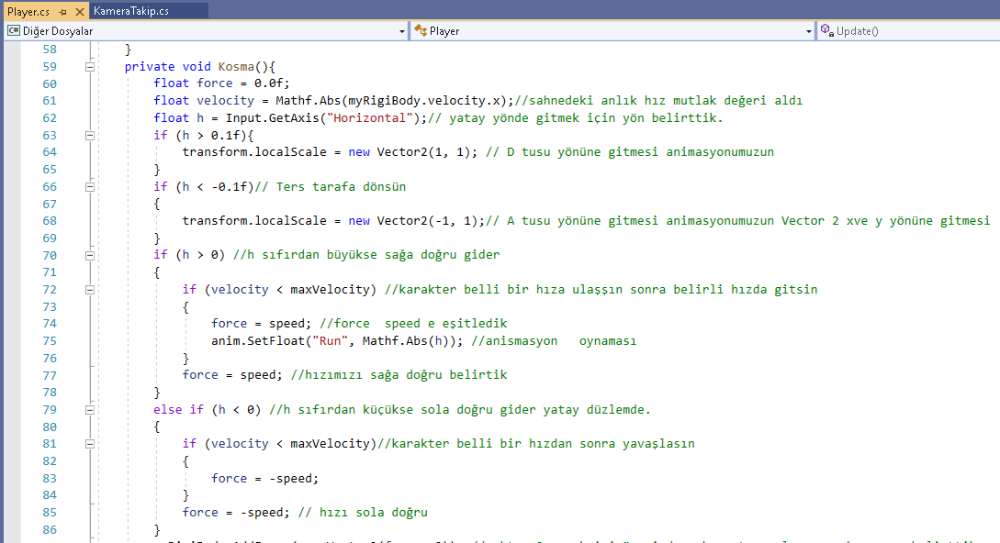 Player.cs
KameraTakip.cs
C# Diğer Dosyalar
Player
Update()
58 }
59 private void Kosma(){
60 float force = 0.0f;
61 float velocity = Mathf.Abs(myRigiBody.velocity.x);//sahnedeki anlık hız mutlak değeri aldı
62 float h = Input.GetAxis("Horizontal");// yatay yönde gitmek için yön belirttik.
63 if (h > 0.1f){
64 transform.localScale = new Vector2(1, 1); // D tusu yönüne gitmesi animasyonumuzun
65 }
66 if (h < -0.1f)// Ters tarafa dönsün
67 {
68 transform.localScale = new Vector2(-1, 1);// A tusu yönüne gitmesi animasyonumuzun Vector 2 xve y yönüne gitmesi
69 }
70 if (h > 0) //h sıfırdan büyükse sağa doğru gider
71 {
72 if (velocity < maxVelocity) //karakter belli bir hıza ulaşşın sonra belirli hızda gitsin
73 {
74 force = speed; //force speed e eşitledik
75 anim.SetFloat("Run", Mathf.Abs(h)); //anismasyon oynaması
76 }
77 force = speed; //hızımızı sağa doğru belirtik
78 }
79 else if (h < 0) //h sıfırdan küçükse sola doğru gider yatay düzlemde.
80 {
81 if (velocity < maxVelocity)//karakter belli bir hızdan sonra yavaşlasın
82 {
83 force = -speed;
84 }
85 force = -speed; // hızı sola doğru
86 }